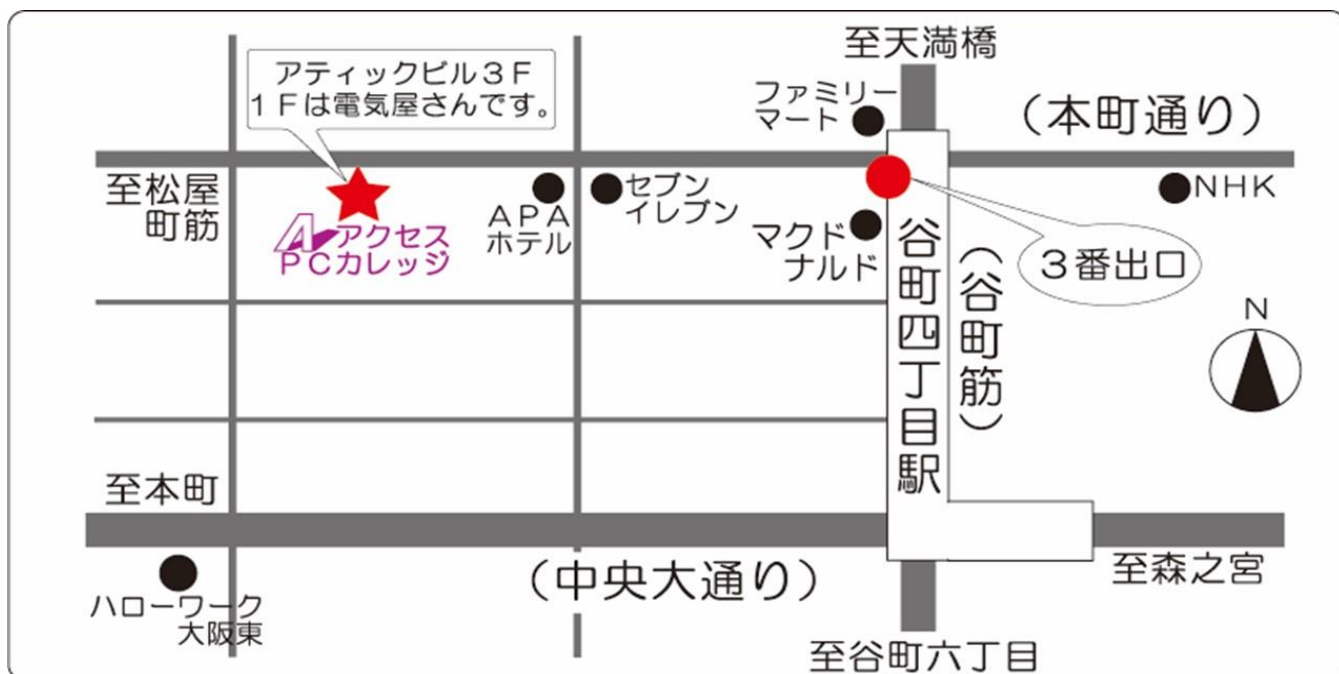 至天満橋
アティックビル3F
1Fは電気屋さんです。
ファミリー
マート
（本町通り）
至松屋
町筋
A アクセス
PCカレッジ
APA
ホテル
セブン
イレブン
マクド
ナルド
NHK
3番出口
谷町四丁目駅
（谷町筋）
N
至本町
（中央大通り）
至森之宮
ハローワーク
大阪東
至谷町六丁目